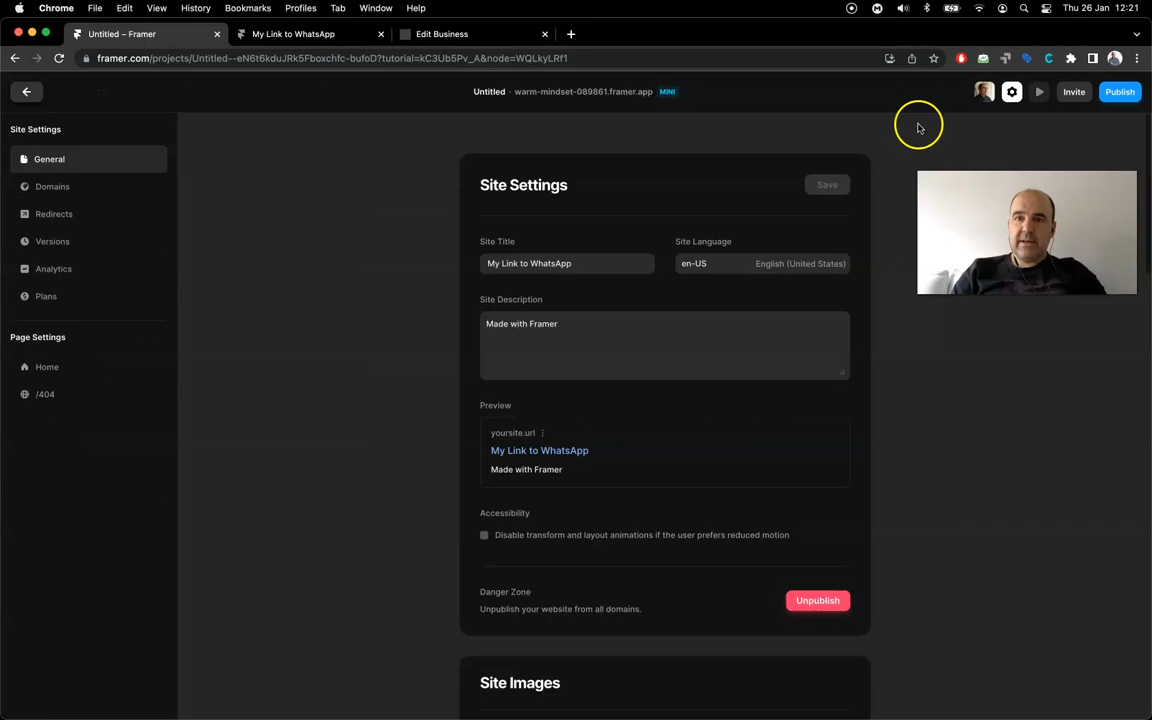 Chrome File Edit View History Bookmarks Profiles Tab Window Help Thu 26 Jan 12:21
Untitled – Framer My Link to WhatsApp Edit Business
framer.com/projects/Untitled--eN6t6kduJRk5Fboxchfc-bufoD?tutorial=kC3Ub5Pv_A&node=WQLkyLRf1
Untitled · warm-mindset-089861.framer.app MINI Invite Publish
Site Settings
General
Domains
Redirects
Versions
Analytics
Plans
Page Settings
Home
/404
Site Settings Save
Site Title Site Language
My Link to WhatsApp en-US English (United States)
Site Description
Made with Framer
Preview
yoursite.url
My Link to WhatsApp
Made with Framer
Accessibility
Disable transform and layout animations if the user prefers reduced motion
Danger Zone
Unpublish your website from all domains. Unpublish
Site Images